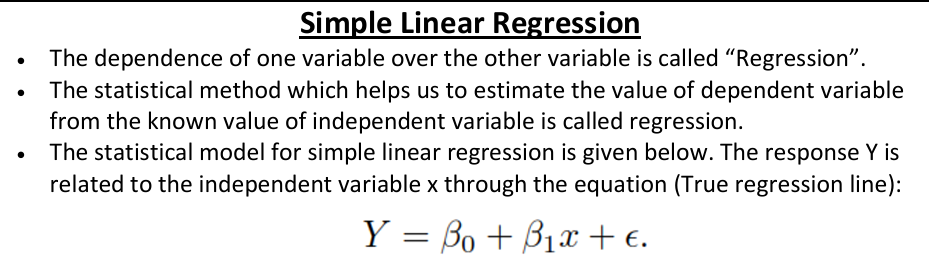 Simple Linear Regression
• The dependence of one variable over the other variable is called “Regression”.
• The statistical method which helps us to estimate the value of dependent variable
from the known value of independent variable is called regression.
• The statistical model for simple linear regression is given below. The response Y is
related to the independent variable x through the equation (True regression line):
Y = β₀ + β₁x + ϵ.